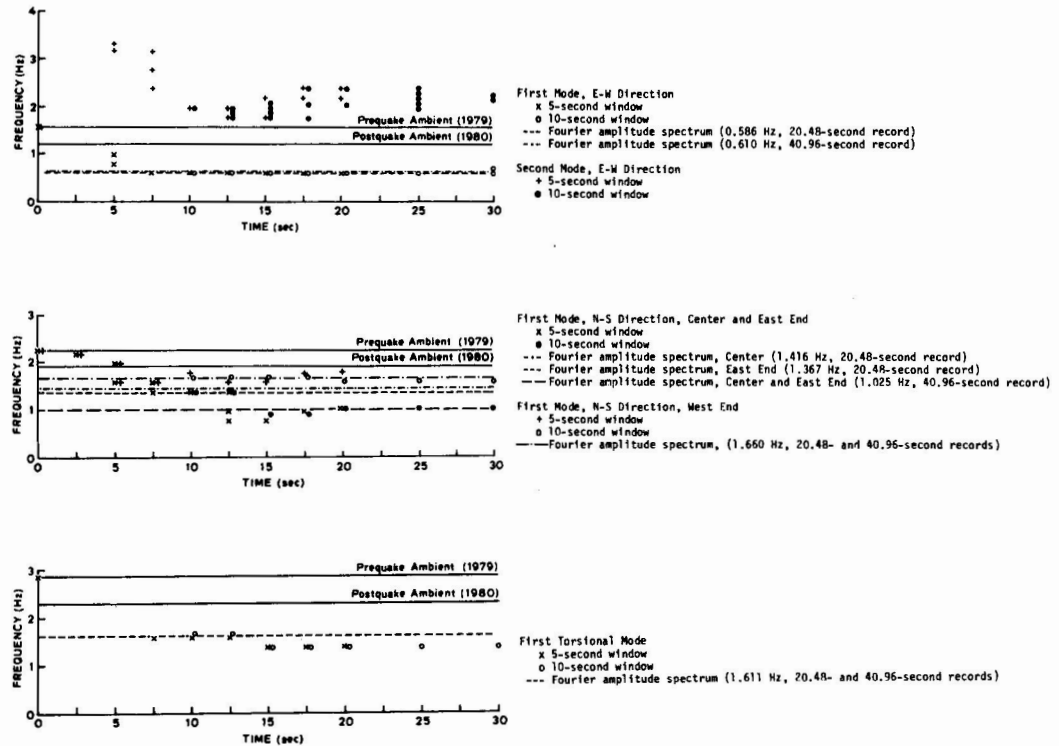 4
3
2
1
0
FREQUENCY (Hz)
Prequake Ambient (1979)
Postquake Ambient (1980)
0 5 10 15 20 25 30
TIME (sec)
First Mode, E-W Direction
x 5-second window
o 10-second window
--- Fourier amplitude spectrum (0.586 Hz, 20.48-second record)
-·- Fourier amplitude spectrum (0.610 Hz, 40.96-second record)
Second Mode, E-W Direction
+ 5-second window
● 10-second window
3
2
1
0
FREQUENCY (Hz)
Prequake Ambient (1979)
Postquake Ambient (1980)
0 5 10 15 20 25 30
TIME (sec)
First Mode, N-S Direction, Center and East End
x 5-second window
● 10-second window
-·- Fourier amplitude spectrum, Center (1.416 Hz, 20.48-second record)
--- Fourier amplitude spectrum, East End (1.367 Hz, 20.48-second record)
—— Fourier amplitude spectrum, Center and East End (1.025 Hz, 40.96-second record)
First Mode, N-S Direction, West End
+ 5-second window
o 10-second window
—·— Fourier amplitude spectrum, (1.660 Hz, 20.48- and 40.96-second records)
3
2
1
0
FREQUENCY (Hz)
Prequake Ambient (1979)
Postquake Ambient (1980)
0 5 10 15 20 25 30
TIME (sec)
First Torsional Mode
x 5-second window
o 10-second window
--- Fourier amplitude spectrum (1.611 Hz, 20.48- and 40.96-second records)